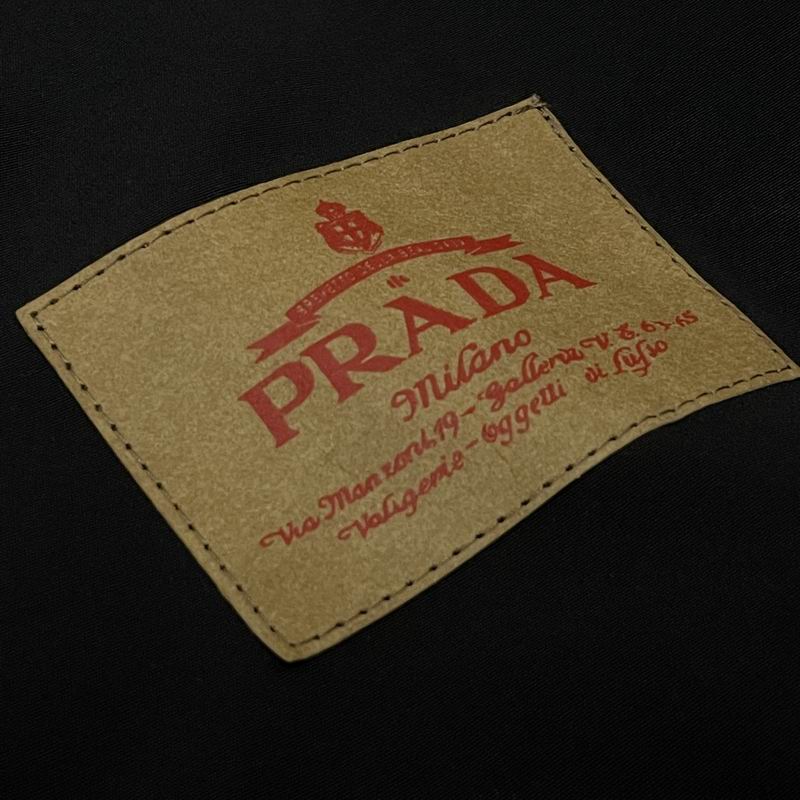 PRADA
Milano
Via Manzoni.19 - Galleria V. E. 63-65
Valigerie - Oggetti di Lusso